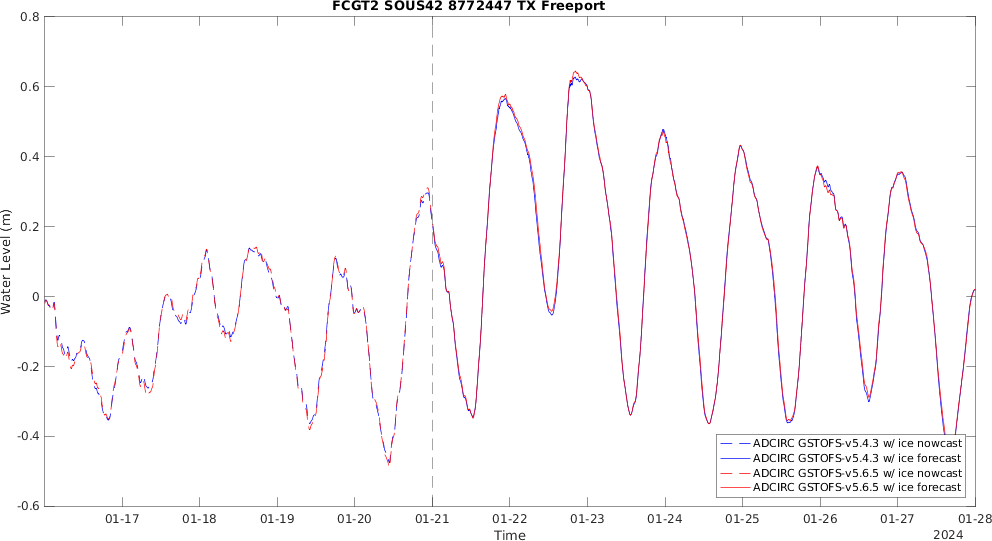 FCGT2 SOUS42 8772447 TX Freeport
Water Level (m)
0.8
0.6
0.4
0.2
0
-0.2
-0.4
-0.6
ADCIRC GSTOFS-v5.4.3 w/ ice nowcast
ADCIRC GSTOFS-v5.4.3 w/ ice forecast
ADCIRC GSTOFS-v5.6.5 w/ ice nowcast
ADCIRC GSTOFS-v5.6.5 w/ ice forecast
01-17 01-18 01-19 01-20 01-21 01-22 01-23 01-24 01-25 01-26 01-27 01-28
Time
2024